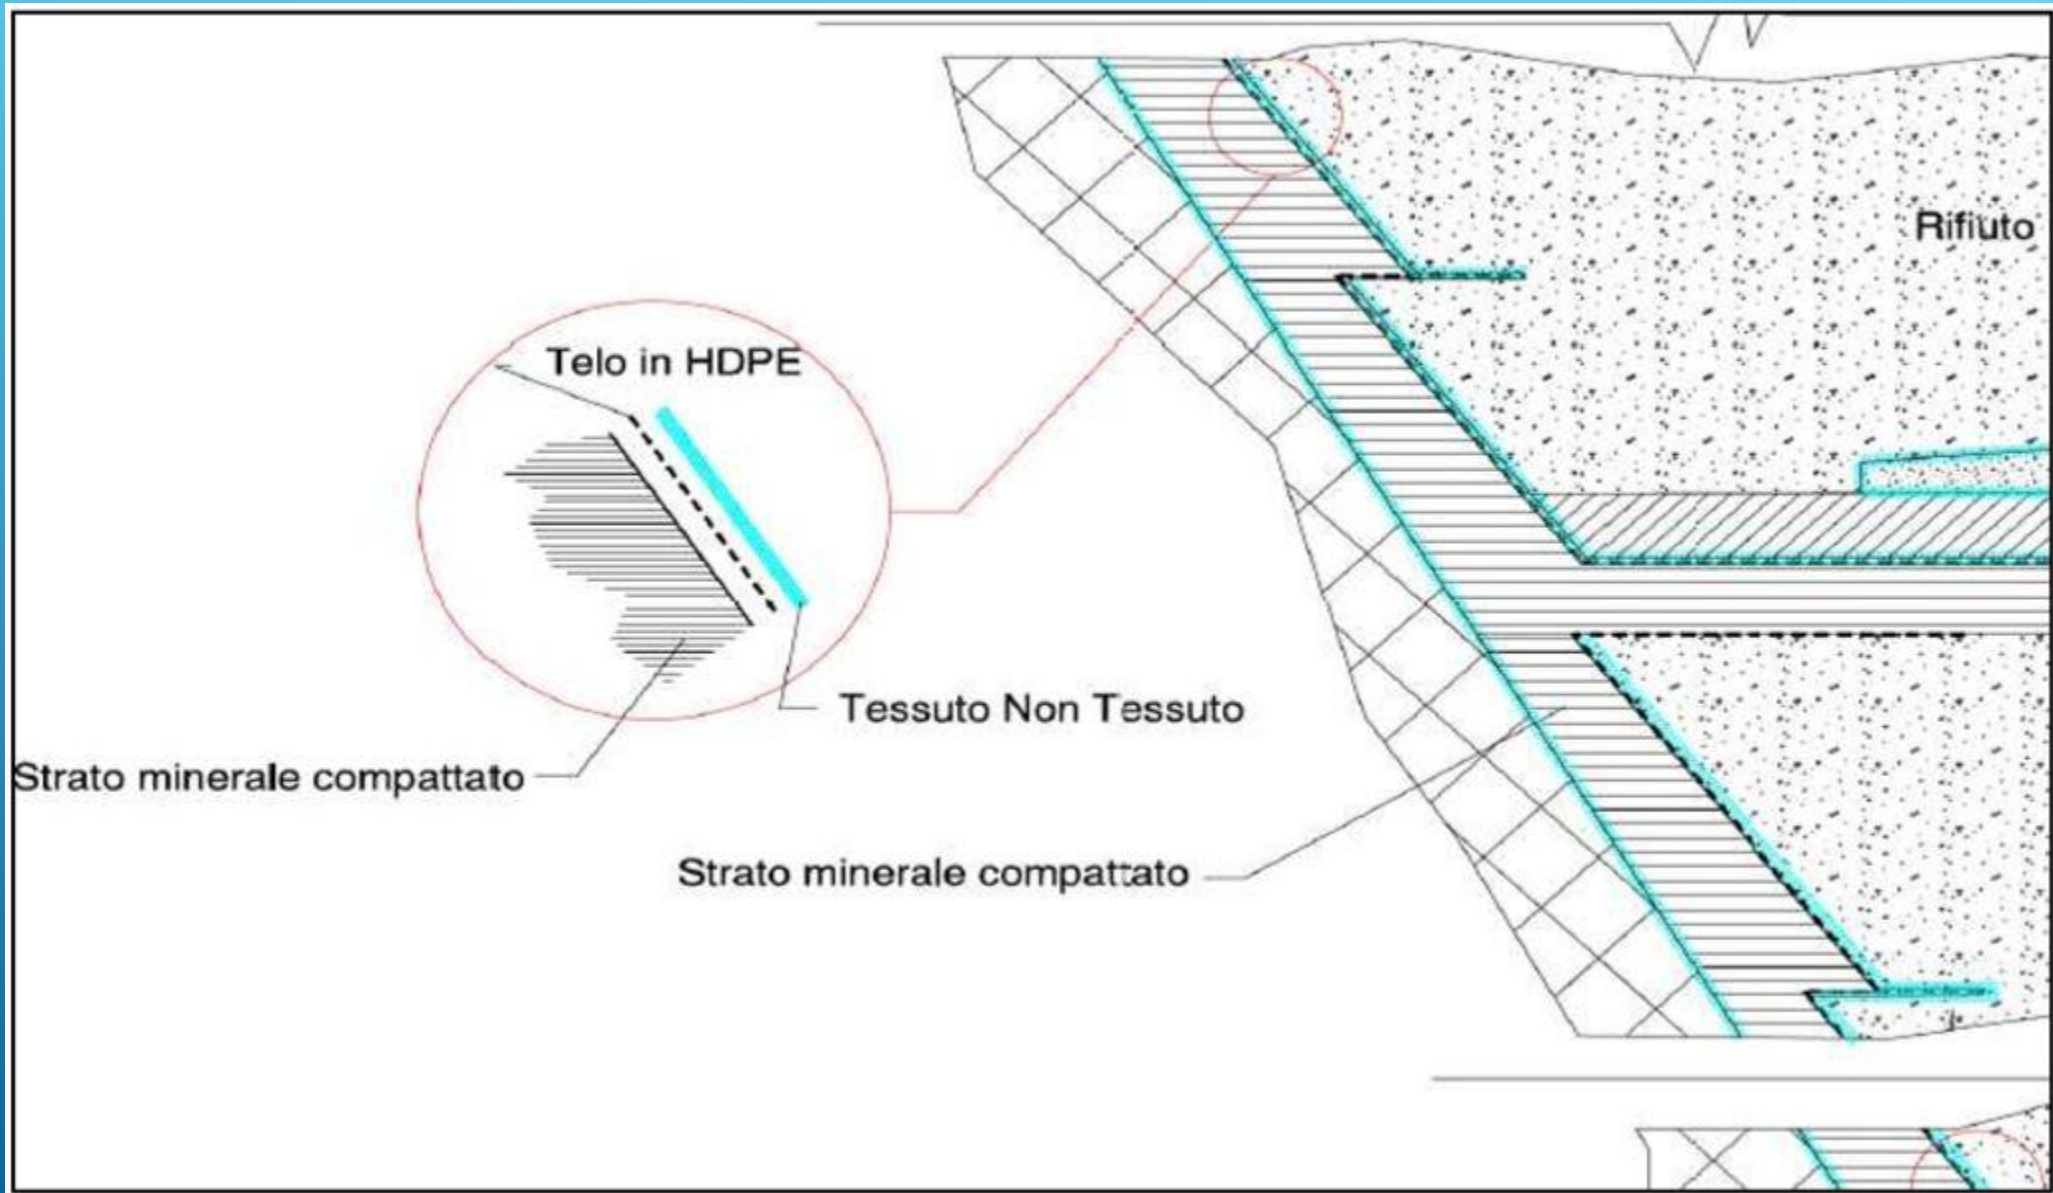 Rifiuto
Telo in HDPE
Tessuto Non Tessuto
Strato minerale compattato
Strato minerale compattato